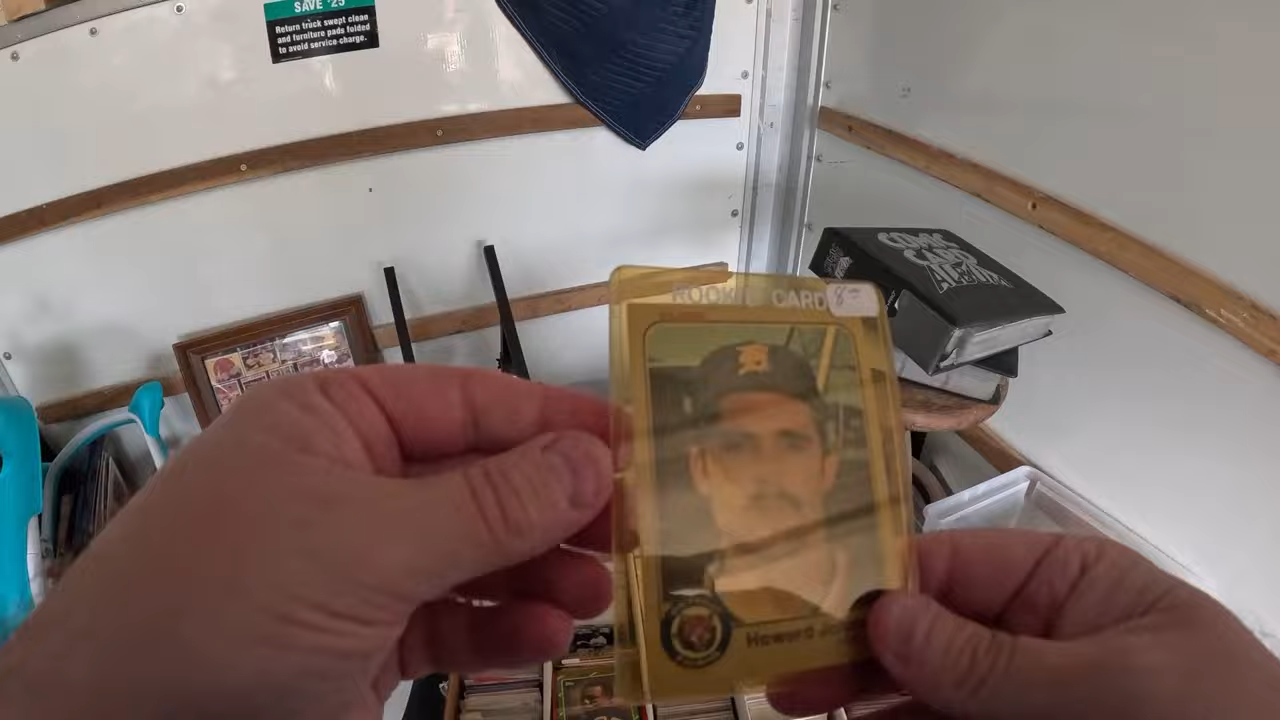 SAVE $25
Return truck swept clean
and furniture pads folded
to avoid service charge.
COMIC
CARD
ALBUM
ROOKIE CARD
Howard